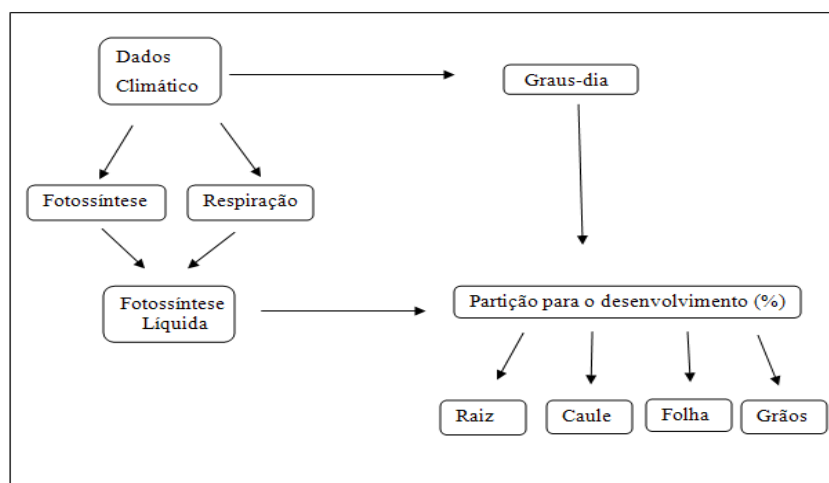 Dados
Climático
Graus-dia
Fotossíntese
Respiração
Fotossíntese
Líquida
Partição para o desenvolvimento (%)
Raiz
Caule
Folha
Grãos